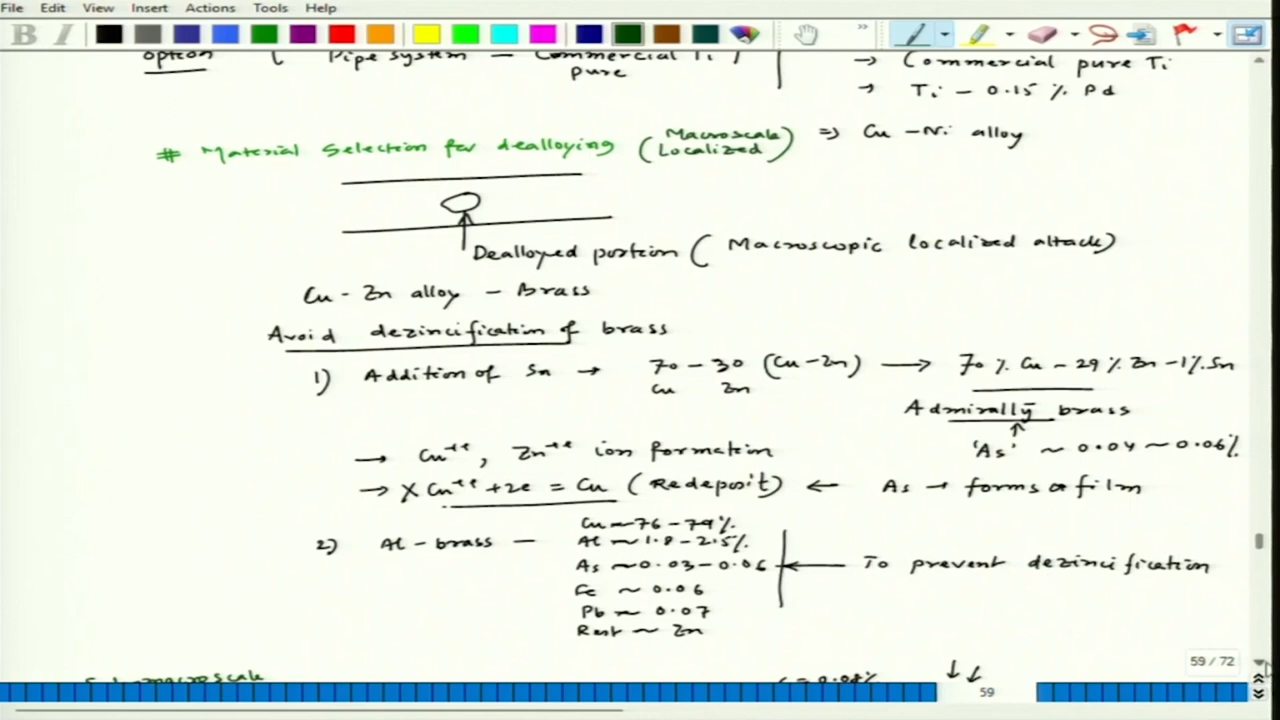 File Edit View Insert Actions Tools Help
B I
option ( Pipe system - Commercial Ti /
pure
→ Commercial pure Ti
→ Ti - 0.15 % Pd
# Material Selection for dealloying (Macroscale Localized) ⇒ Cu - Ni alloy
Dealloyed portion ( Macroscopic localized attack)
Cu - Zn alloy - Brass
Avoid dezincification of brass
1) Addition of Sn → 70 - 30 (Cu-Zn) → 70 % Cu - 29 % Zn - 1 % Sn
Cu Zn
Admiralty brass
'As' ~ 0.04 ~ 0.06%
→ Cu++, Zn++ ion formation
→ X Cu++ + 2e = Cu (Redeposit) ← As → forms a film
2) Al - brass - Cu ~ 76 - 79%
Al ~ 1.8 - 2.5%
As ~ 0.03 - 0.06 ← To prevent dezincification
Fe ~ 0.06
Pb ~ 0.07
Rest ~ Zn
59 / 72
59